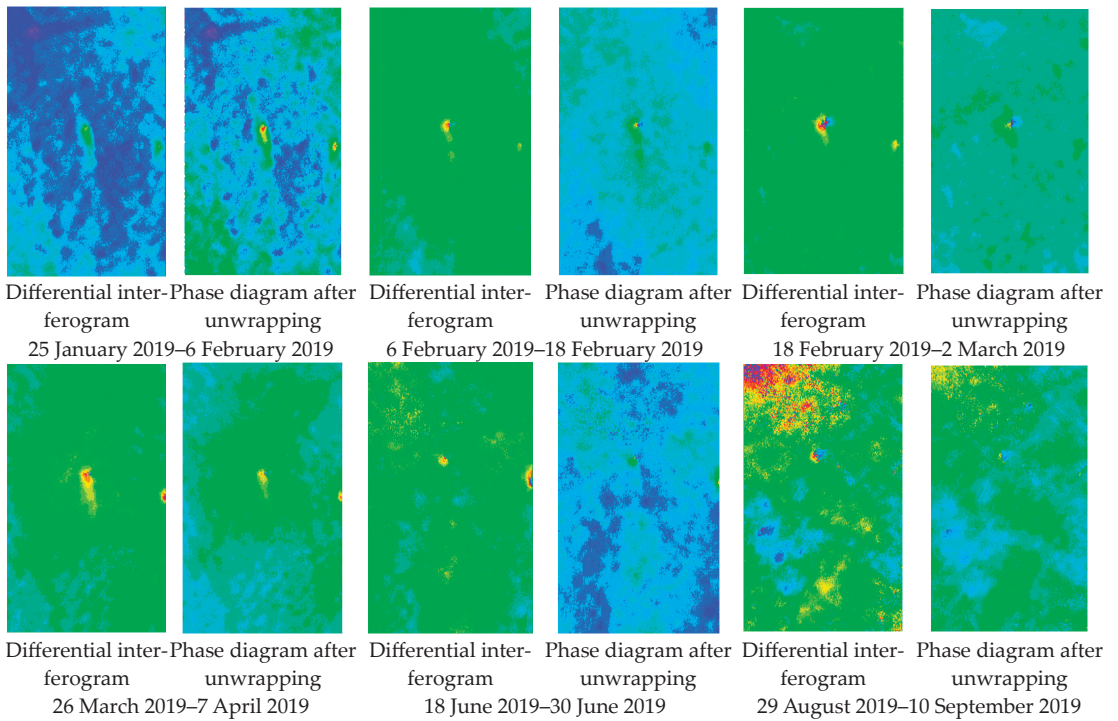 Differential inter- Phase diagram after Differential inter- Phase diagram after Differential inter- Phase diagram after
ferogram unwrapping ferogram unwrapping ferogram unwrapping
25 January 2019–6 February 2019 6 February 2019–18 February 2019 18 February 2019–2 March 2019
Differential inter- Phase diagram after Differential inter- Phase diagram after Differential inter- Phase diagram after
ferogram unwrapping ferogram unwrapping ferogram unwrapping
26 March 2019–7 April 2019 18 June 2019–30 June 2019 29 August 2019–10 September 2019